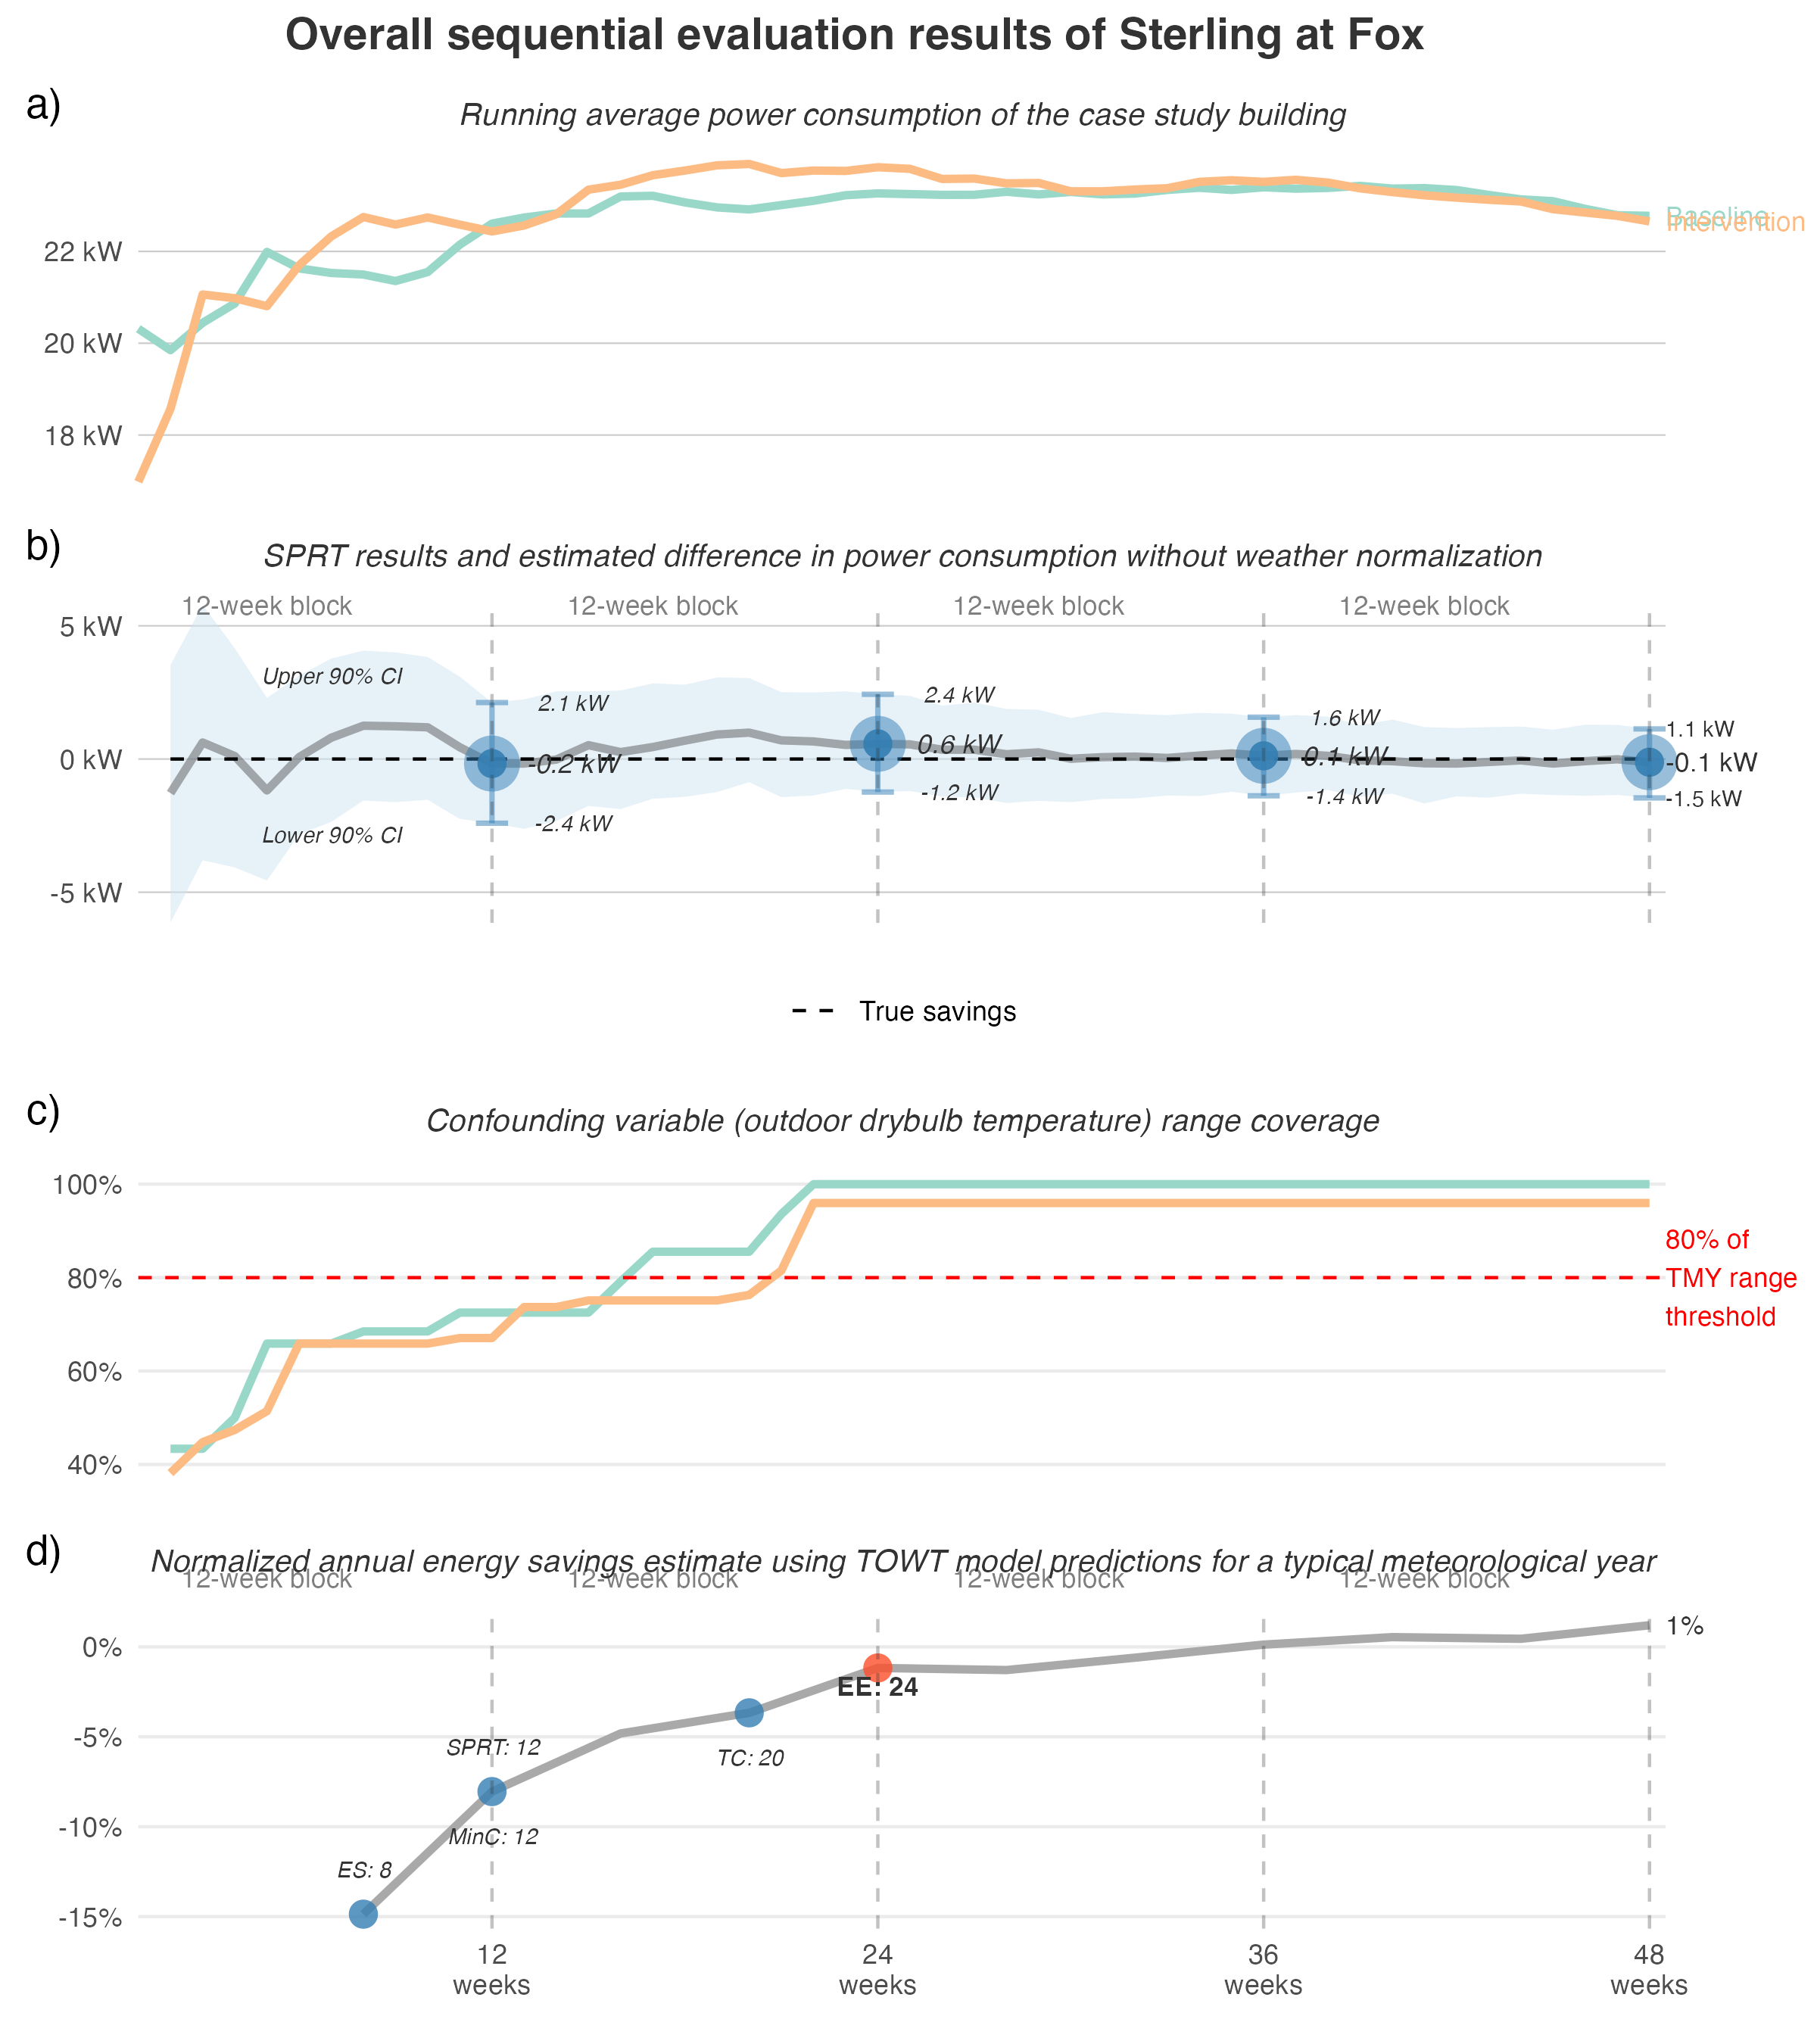 Overall sequential evaluation results of Sterling at Fox
a)
Running average power consumption of the case study building
22 kW
20 kW
18 kW
Baseline
Intervention
b)
SPRT results and estimated difference in power consumption without weather normalization
12-week block
12-week block
12-week block
12-week block
5 kW
0 kW
-5 kW
Upper 90% CI
Lower 90% CI
2.1 kW
-0.2 kW
-2.4 kW
2.4 kW
0.6 kW
-1.2 kW
1.6 kW
0.1 kW
-1.4 kW
1.1 kW
-0.1 kW
-1.5 kW
True savings
c)
Confounding variable (outdoor drybulb temperature) range coverage
100%
80%
60%
40%
80% of
TMY range
threshold
d)
Normalized annual energy savings estimate using TOWT model predictions for a typical meteorological year
12-week block
12-week block
12-week block
12-week block
0%
-5%
-10%
-15%
ES: 8
SPRT: 12
MinC: 12
TC: 20
EE: 24
1%
12
weeks
24
weeks
36
weeks
48
weeks